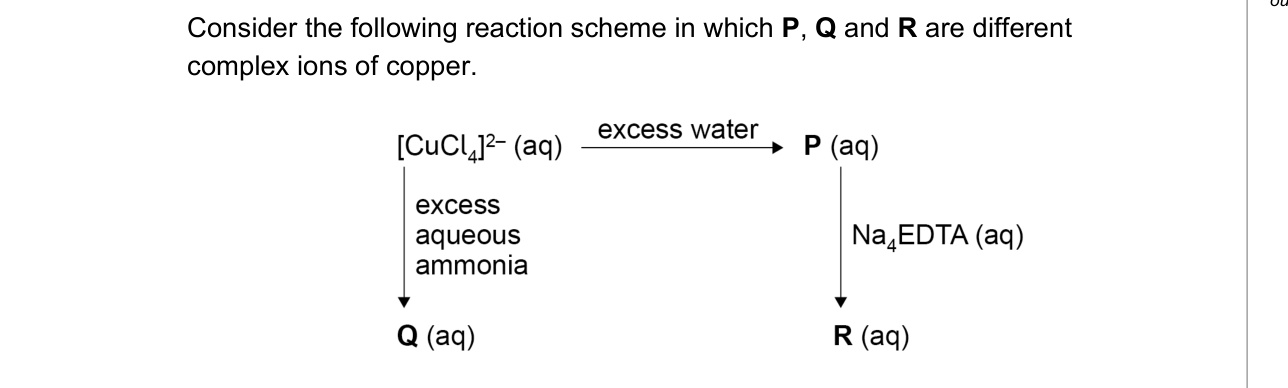 Consider the following reaction scheme in which P, Q and R are different
complex ions of copper.
[CuCl₄]²⁻ (aq) excess water P (aq)
excess
aqueous
ammonia
Na₄EDTA (aq)
Q (aq) R (aq)